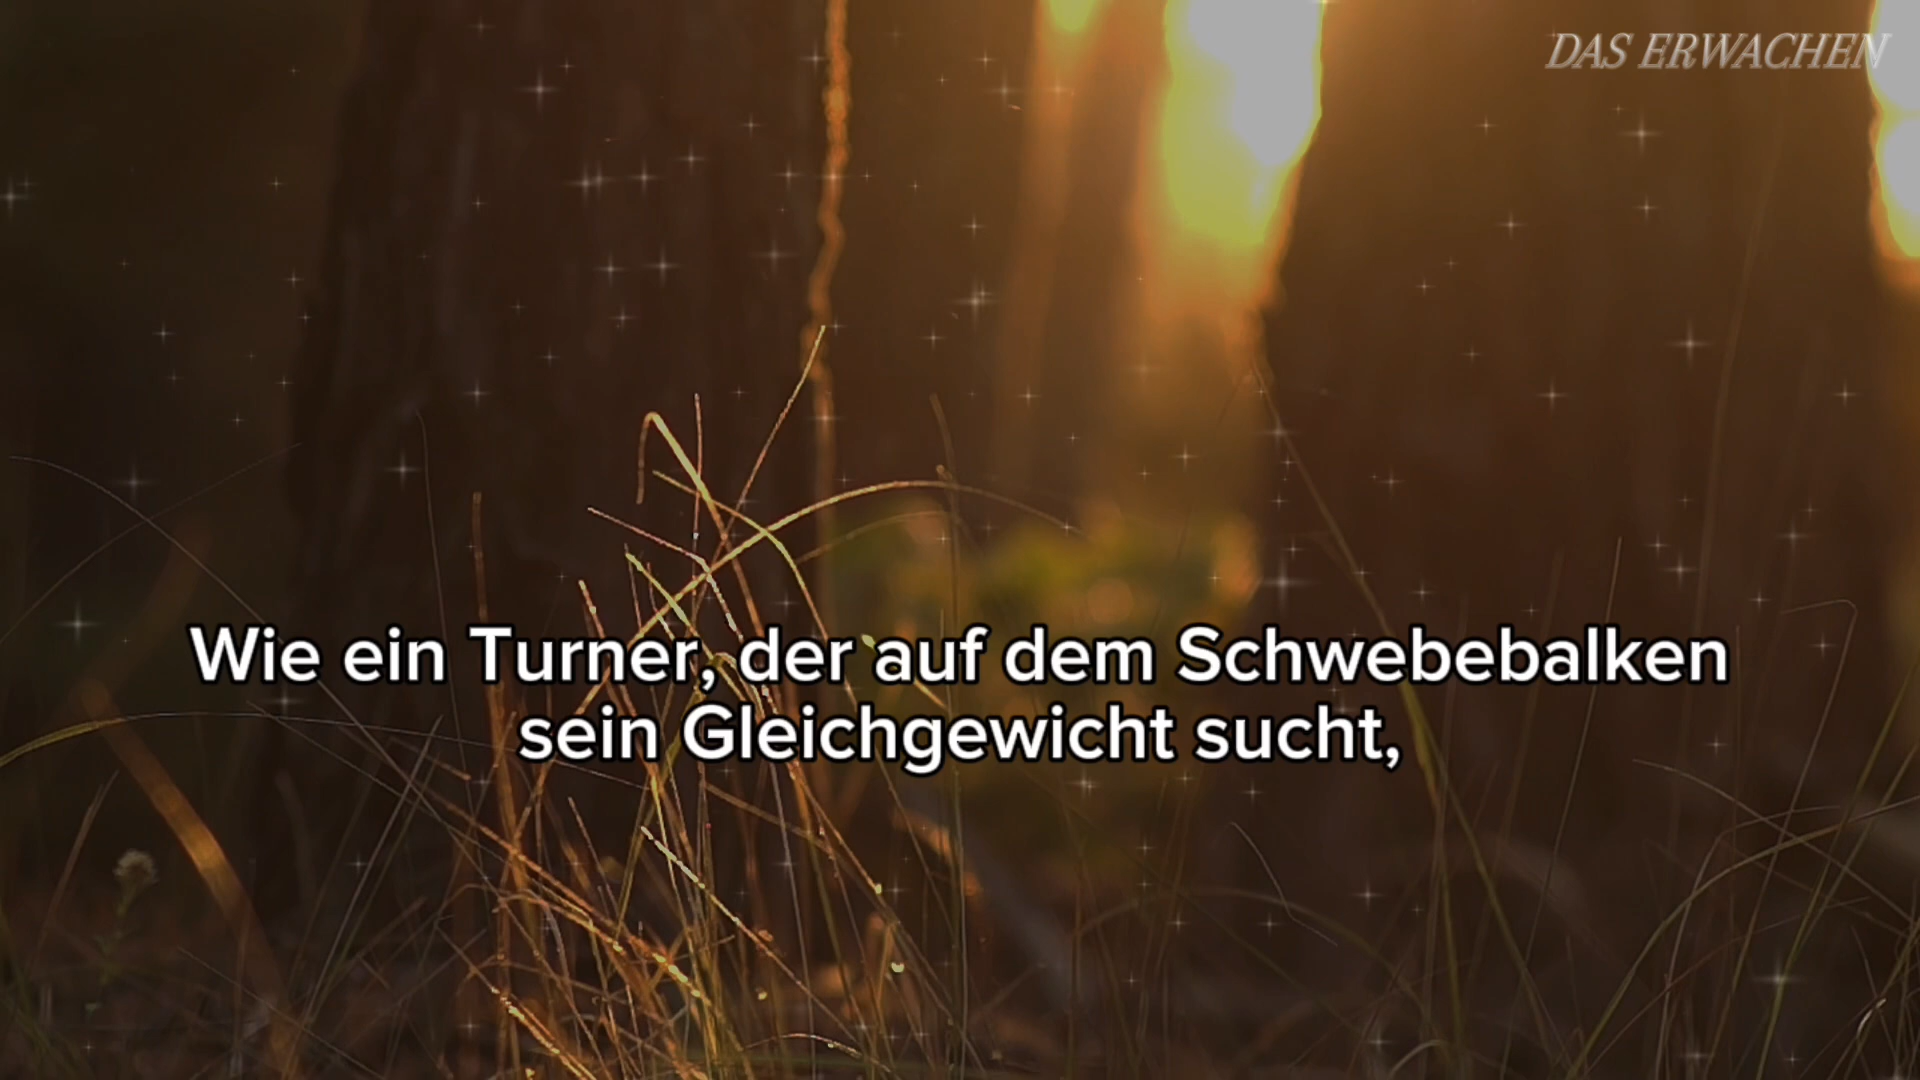 DAS ERWACHEN
Wie ein Turner, der auf dem Schwebebalken
sein Gleichgewicht sucht,